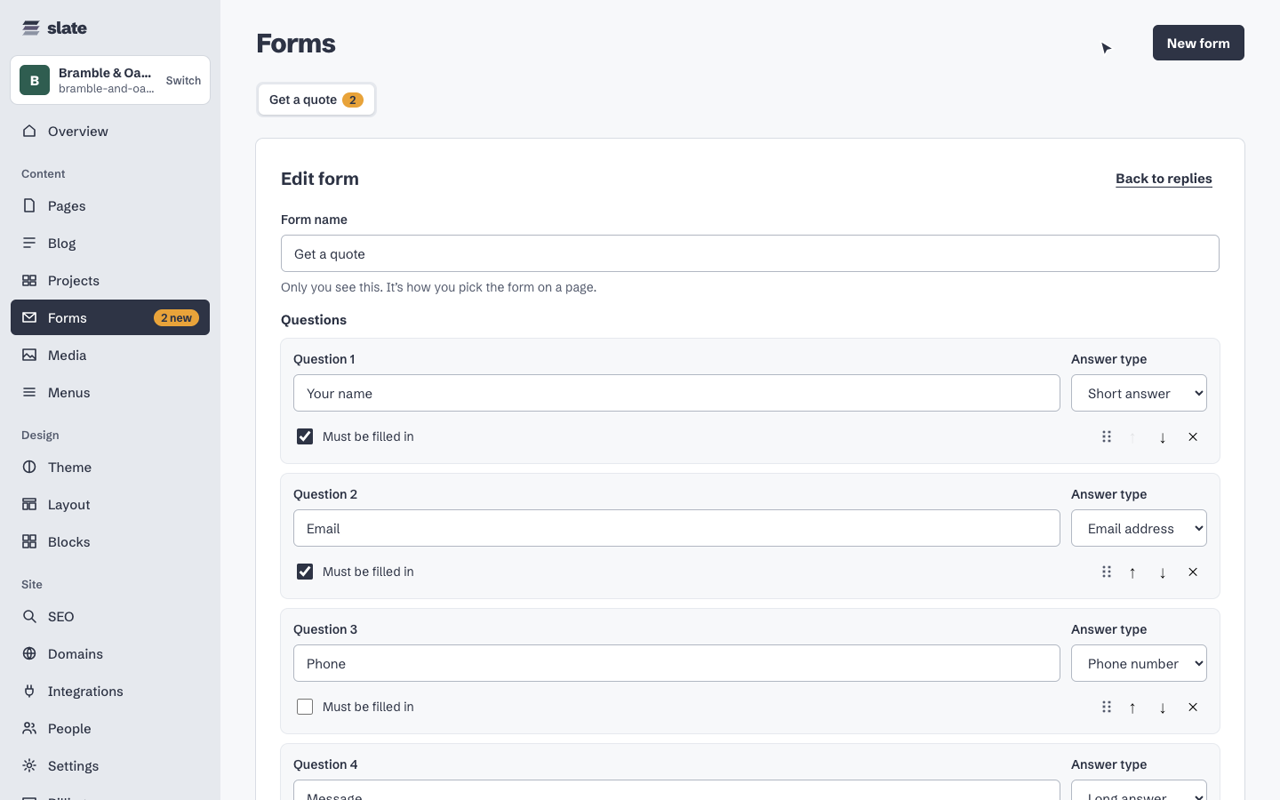 slate
B
Bramble & Oa...
bramble-and-oa...
Switch
Overview
Content
Pages
Blog
Projects
Forms
2 new
Media
Menus
Design
Theme
Layout
Blocks
Site
SEO
Domains
Integrations
People
Settings
Forms
New form
Get a quote 2
Edit form
Back to replies
Form name
Get a quote
Only you see this. It's how you pick the form on a page.
Questions
Question 1
Answer type
Your name
Short answer
Must be filled in
Question 2
Answer type
Email
Email address
Must be filled in
Question 3
Answer type
Phone
Phone number
Must be filled in
Question 4
Answer type
Message
Long answer